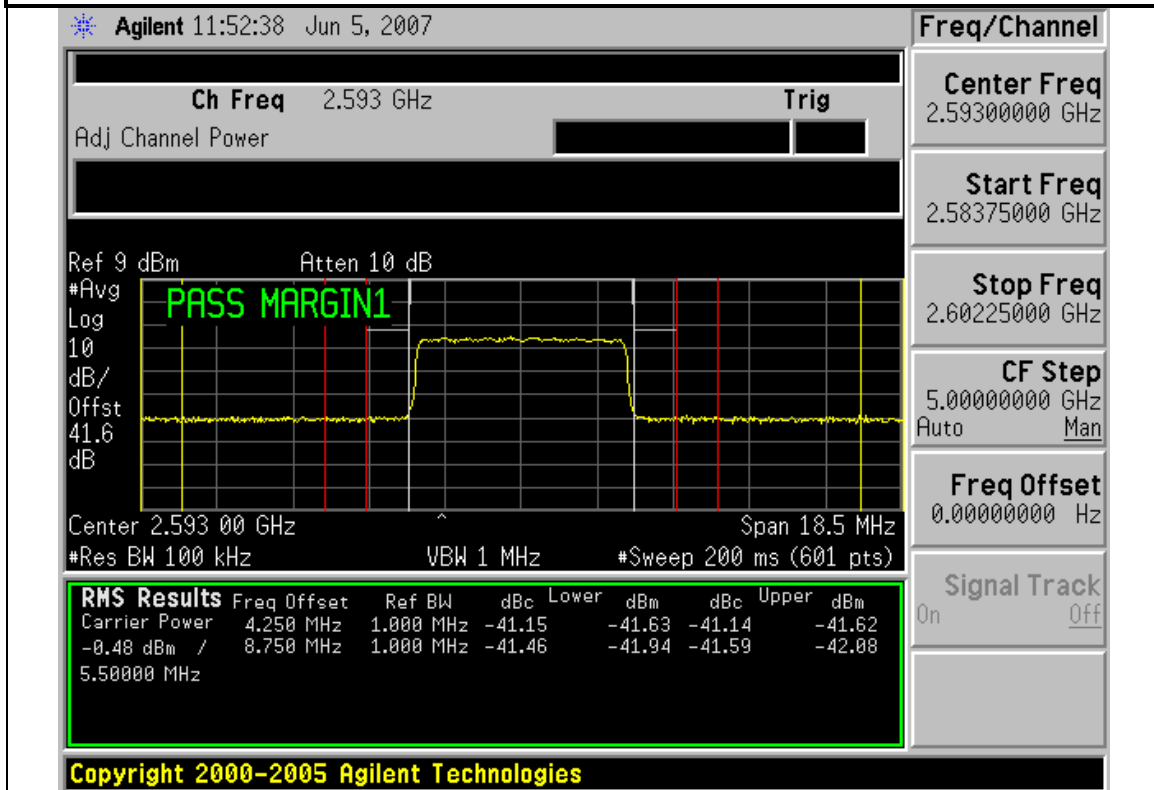 Agilent 11:52:38 Jun 5, 2007
Ch Freq 2.593 GHz Trig
Adj Channel Power
Ref 9 dBm Atten 10 dB
#Avg
Log
10
dB/
Offst
41.6
dB
PASS MARGIN1
Center 2.593 00 GHz ^ Span 18.5 MHz
#Res BW 100 kHz VBW 1 MHz #Sweep 200 ms (601 pts)
RMS Results Freq Offset Ref BW dBc Lower dBm dBc Upper dBm
Carrier Power 4.250 MHz 1.000 MHz -41.15 -41.63 -41.14 -41.62
-0.48 dBm / 8.750 MHz 1.000 MHz -41.46 -41.94 -41.59 -42.08
5.50000 MHz
Copyright 2000-2005 Agilent Technologies
Freq/Channel
Center Freq
2.59300000 GHz
Start Freq
2.58375000 GHz
Stop Freq
2.60225000 GHz
CF Step
5.00000000 GHz
Auto Man
Freq Offset
0.00000000 Hz
Signal Track
On Off